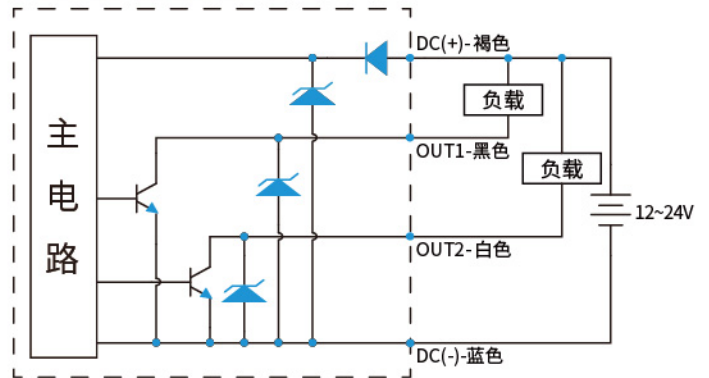 DC(+)-褐色
负载
主电路
OUT1-黑色
负载
12~24V
OUT2-白色
DC(-)-蓝色